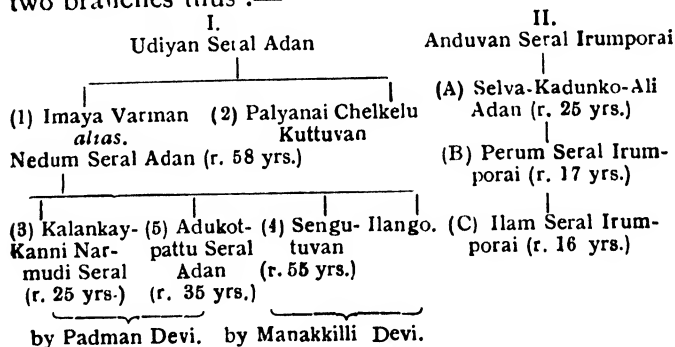 two branches thus :—
I.
Udiyan Seral Adan
(1) Imaya Varman (2) Palyanai Chelkelu
alias. Kuttuvan
Nedum Seral Adan (r. 58 yrs.)
(3) Kalankay- (5) Adukot- (4) Sengu- Ilango.
Kanni Nar- pattu Seral tuvan
mudi Seral Adan (r. 55 yrs.)
(r. 25 yrs.) (r. 35 yrs.)
by Padman Devi. by Manakkilli Devi.
II.
Anduvan Seral Irumporai
(A) Selva-Kadunko-Ali
Adan (r. 25 yrs.)
(B) Perum Seral Irum-
porai (r. 17 yrs.)
(C) Ilam Seral Irum-
porai (r. 16 yrs.)